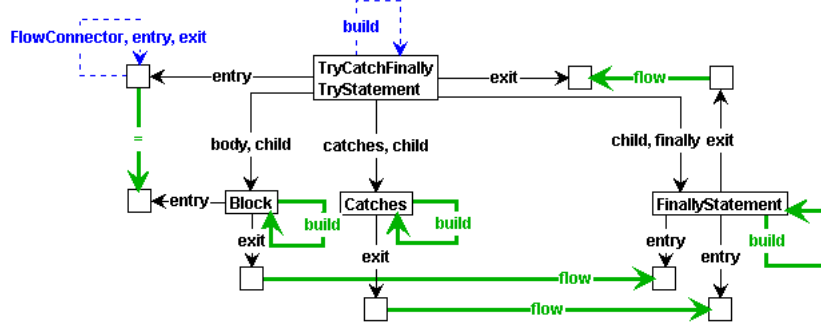 build
FlowConnector, entry, exit
TryCatchFinally
TryStatement
entry
exit
flow
=
body, child
catches, child
child, finally
exit
entry
Block
Catches
FinallyStatement
build
build
build
exit
exit
entry
entry
flow
flow